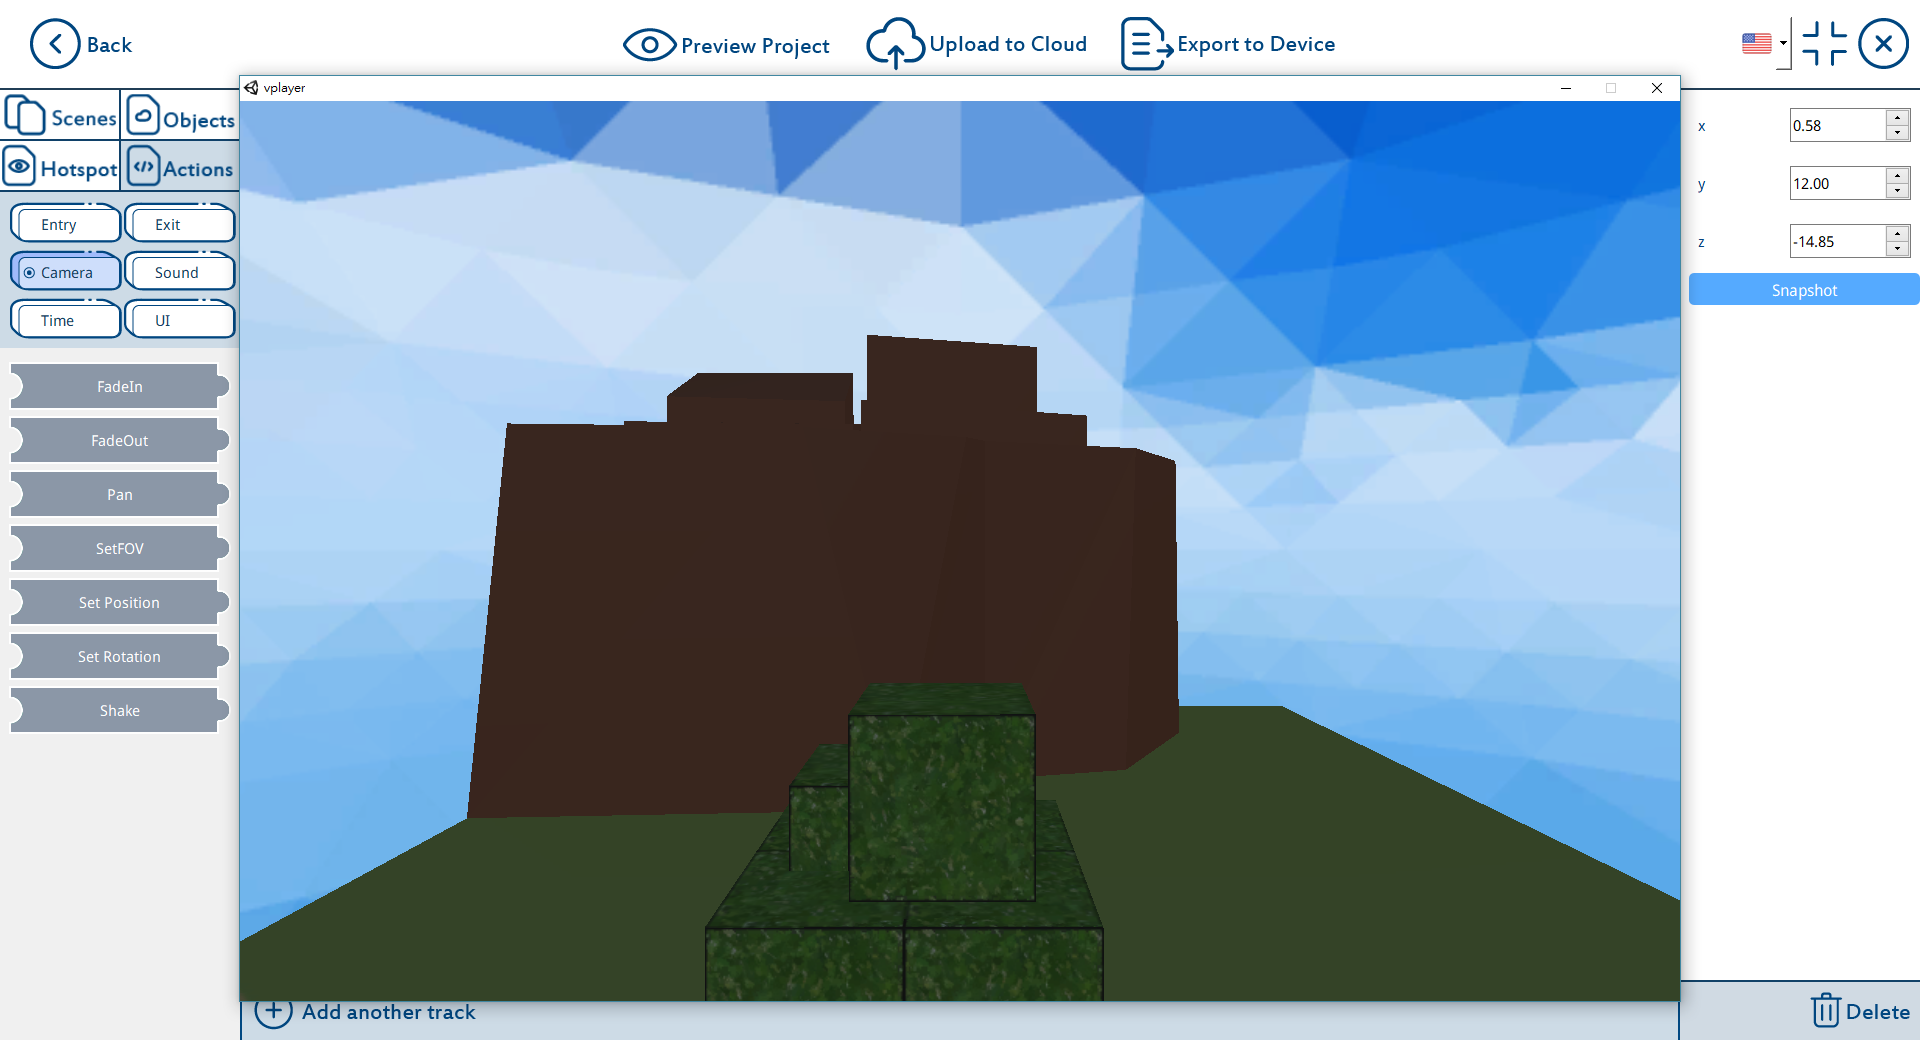 Back
Preview Project
Upload to Cloud
Export to Device
vplayer
Scenes
Objects
Hotspot
Actions
Entry
Exit
Camera
Sound
Time
UI
FadeIn
FadeOut
Pan
SetFOV
Set Position
Set Rotation
Shake
x 0.58
y 12.00
z -14.85
Snapshot
Add another track
Delete